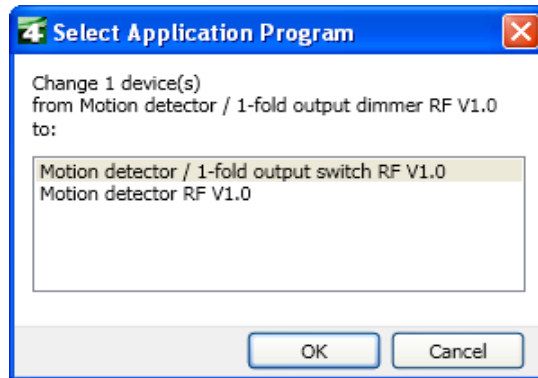 4 Select Application Program
Change 1 device(s)
from Motion detector / 1-fold output dimmer RF V1.0
to:
Motion detector / 1-fold output switch RF V1.0
Motion detector RF V1.0
OK Cancel